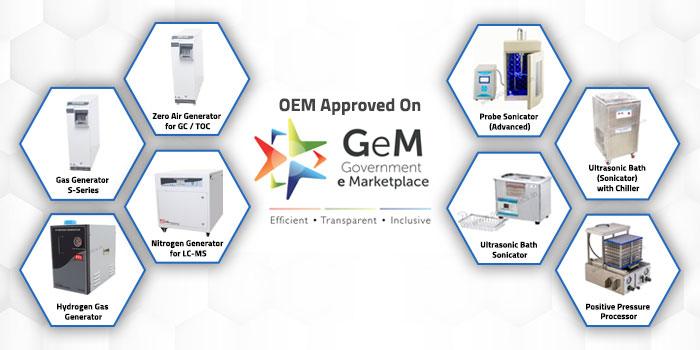 Zero Air Generator
for GC / TOC
Gas Generator
S-Series
Nitrogen Generator
for LC-MS
Hydrogen Gas
Generator
OEM Approved On
GeM
Government
e Marketplace
Efficient • Transparent • Inclusive
Probe Sonicator
(Advanced)
Ultrasonic Bath
(Sonicator)
with Chiller
Ultrasonic Bath
Sonicator
Positive Pressure
Processor